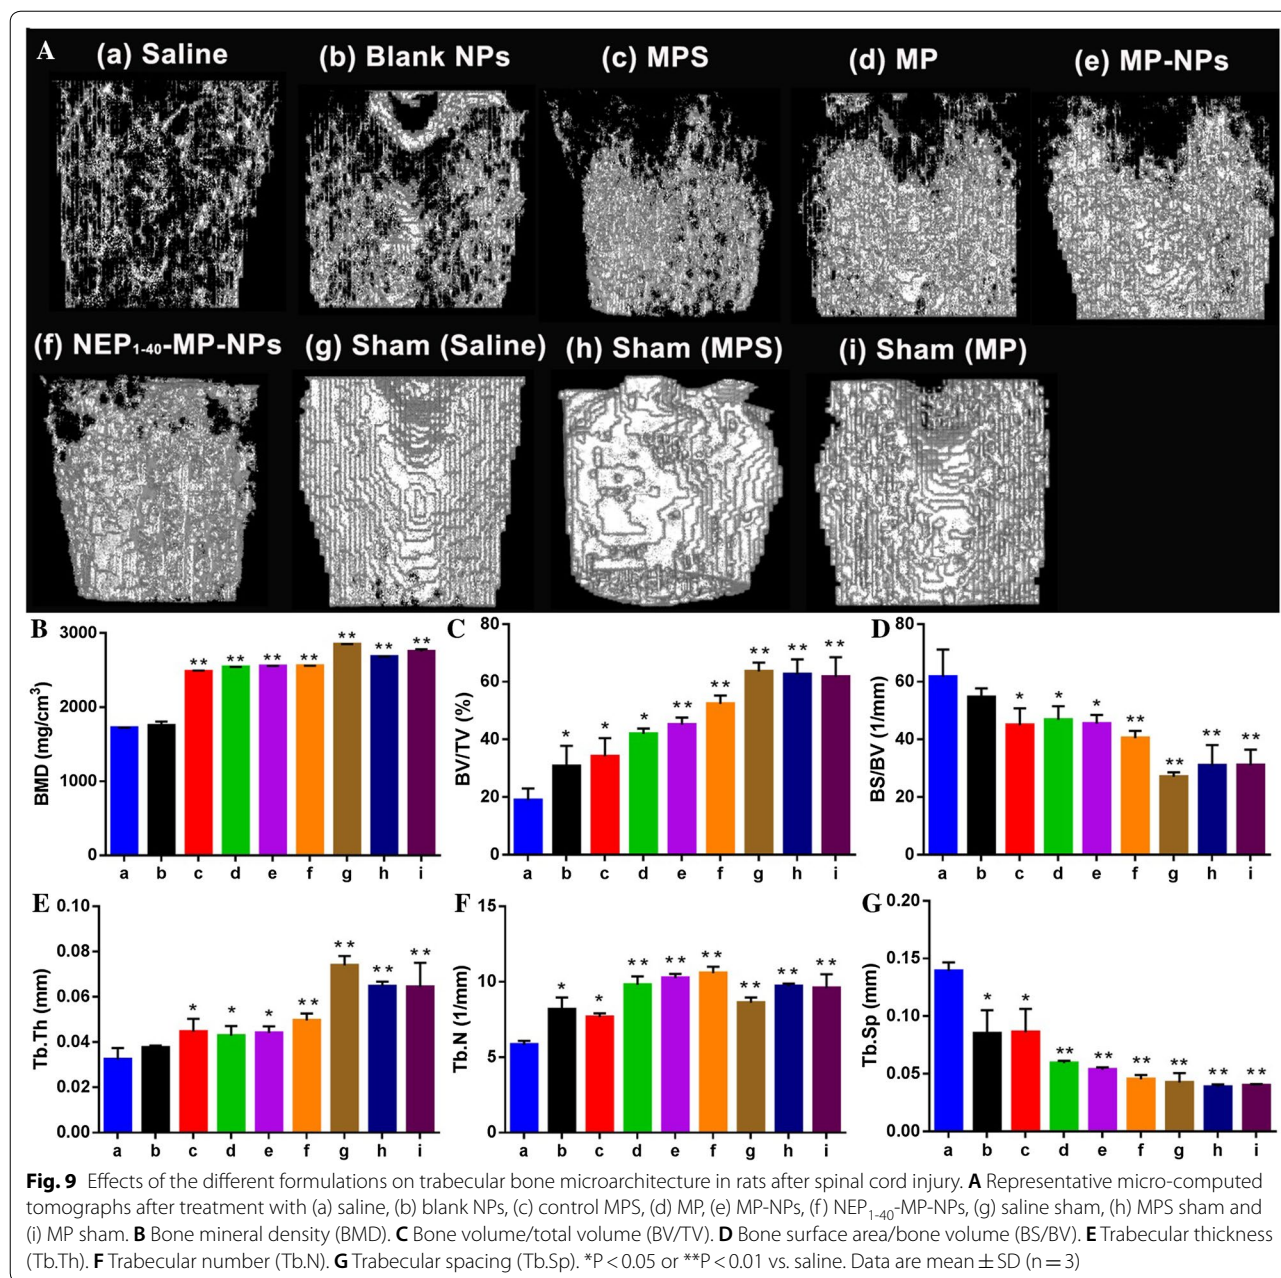 A
(a) Saline
(b) Blank NPs
(c) MPS
(d) MP
(e) MP-NPs
(f) NEP₁₋₄₀-MP-NPs
(g) Sham (Saline)
(h) Sham (MPS)
(i) Sham (MP)
B
BMD (mg/cm³)
3000
2000
1000
0
** ** ** ** ** ** **
a b c d e f g h i
C
BV/TV (%)
80
60
40
20
0
* * * ** ** ** ** **
a b c d e f g h i
D
BS/BV (1/mm)
80
60
40
20
0
* * * ** ** ** **
a b c d e f g h i
E
Tb.Th (mm)
0.10
0.08
0.06
0.04
0.02
0.00
* * * ** ** ** **
a b c d e f g h i
F
Tb.N (1/mm)
15
10
5
0
* * ** ** ** ** ** **
a b c d e f g h i
G
Tb.Sp (mm)
0.20
0.15
0.10
0.05
0.00
* * ** ** ** ** ** **
a b c d e f g h i
Fig. 9 Effects of the different formulations on trabecular bone microarchitecture in rats after spinal cord injury. A Representative micro-computed
tomographs after treatment with (a) saline, (b) blank NPs, (c) control MPS, (d) MP, (e) MP-NPs, (f) NEP₁₋₄₀-MP-NPs, (g) saline sham, (h) MPS sham and
(i) MP sham. B Bone mineral density (BMD). C Bone volume/total volume (BV/TV). D Bone surface area/bone volume (BS/BV). E Trabecular thickness
(Tb.Th). F Trabecular number (Tb.N). G Trabecular spacing (Tb.Sp). *P < 0.05 or **P < 0.01 vs. saline. Data are mean ± SD (n = 3)